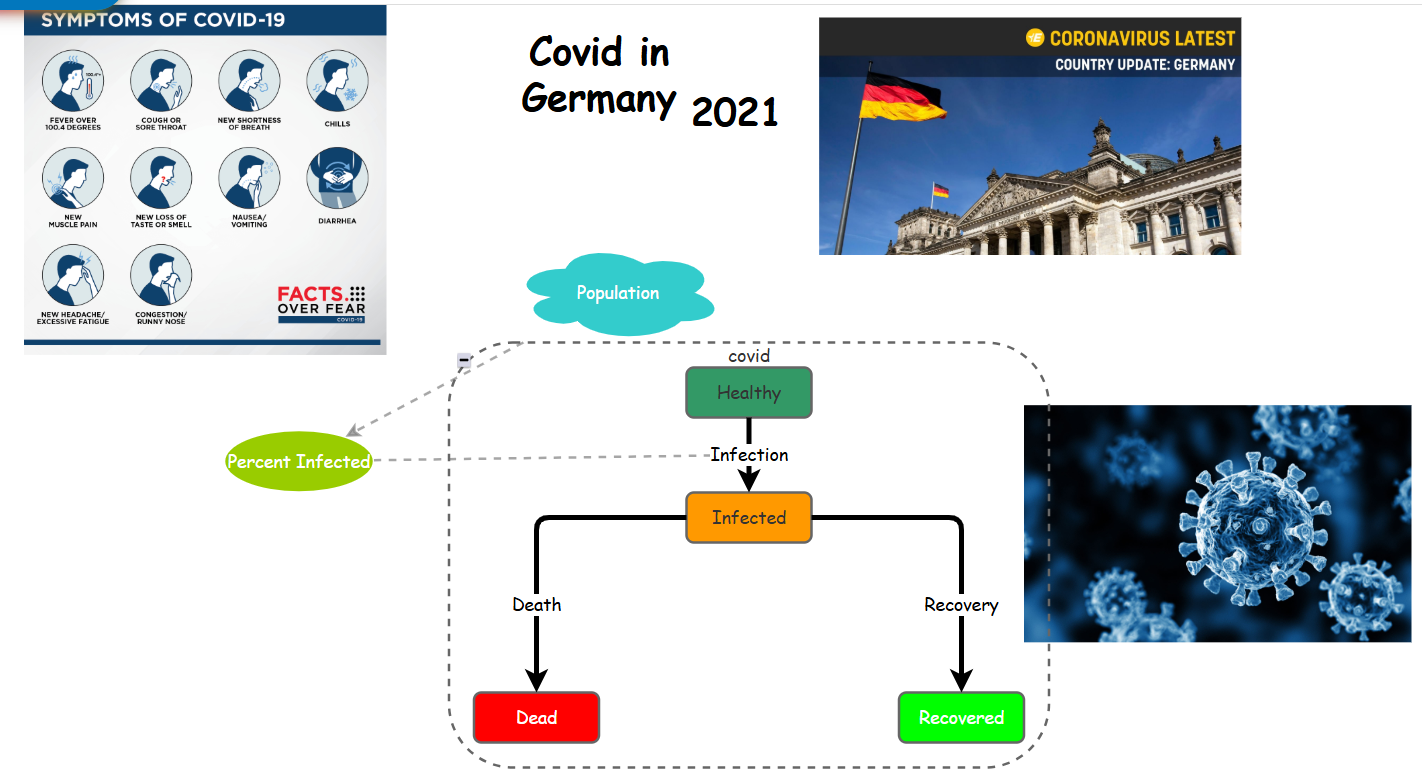 SYMPTOMS OF COVID-19
100.4°F
FEVER OVER
100.4 DEGREES
COUGH OR
SORE THROAT
NEW SHORTNESS
OF BREATH
CHILLS
NEW
MUSCLE PAIN
?
NEW LOSS OF
TASTE OR SMELL
NAUSEA/
VOMITING
DIARRHEA
NEW HEADACHE/
EXCESSIVE FATIGUE
CONGESTION/
RUNNY NOSE
FACTS.
OVER FEAR
COVID-19
Covid in
Germany
2021
E CORONAVIRUS LATEST
COUNTRY UPDATE: GERMANY
Population
covid
Healthy
Percent Infected
Infection
Infected
Death
Recovery
Dead
Recovered